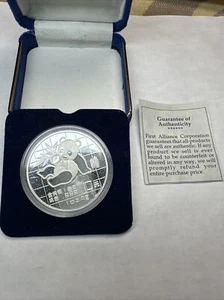 Guarantee of
Authenticity
First Alliance Corporation
guarantees that all products
we sell are authentic. If any
product we sell is ever
found to be counterfeit or
altered in any way, we will
promptly refund your
entire purchase price.